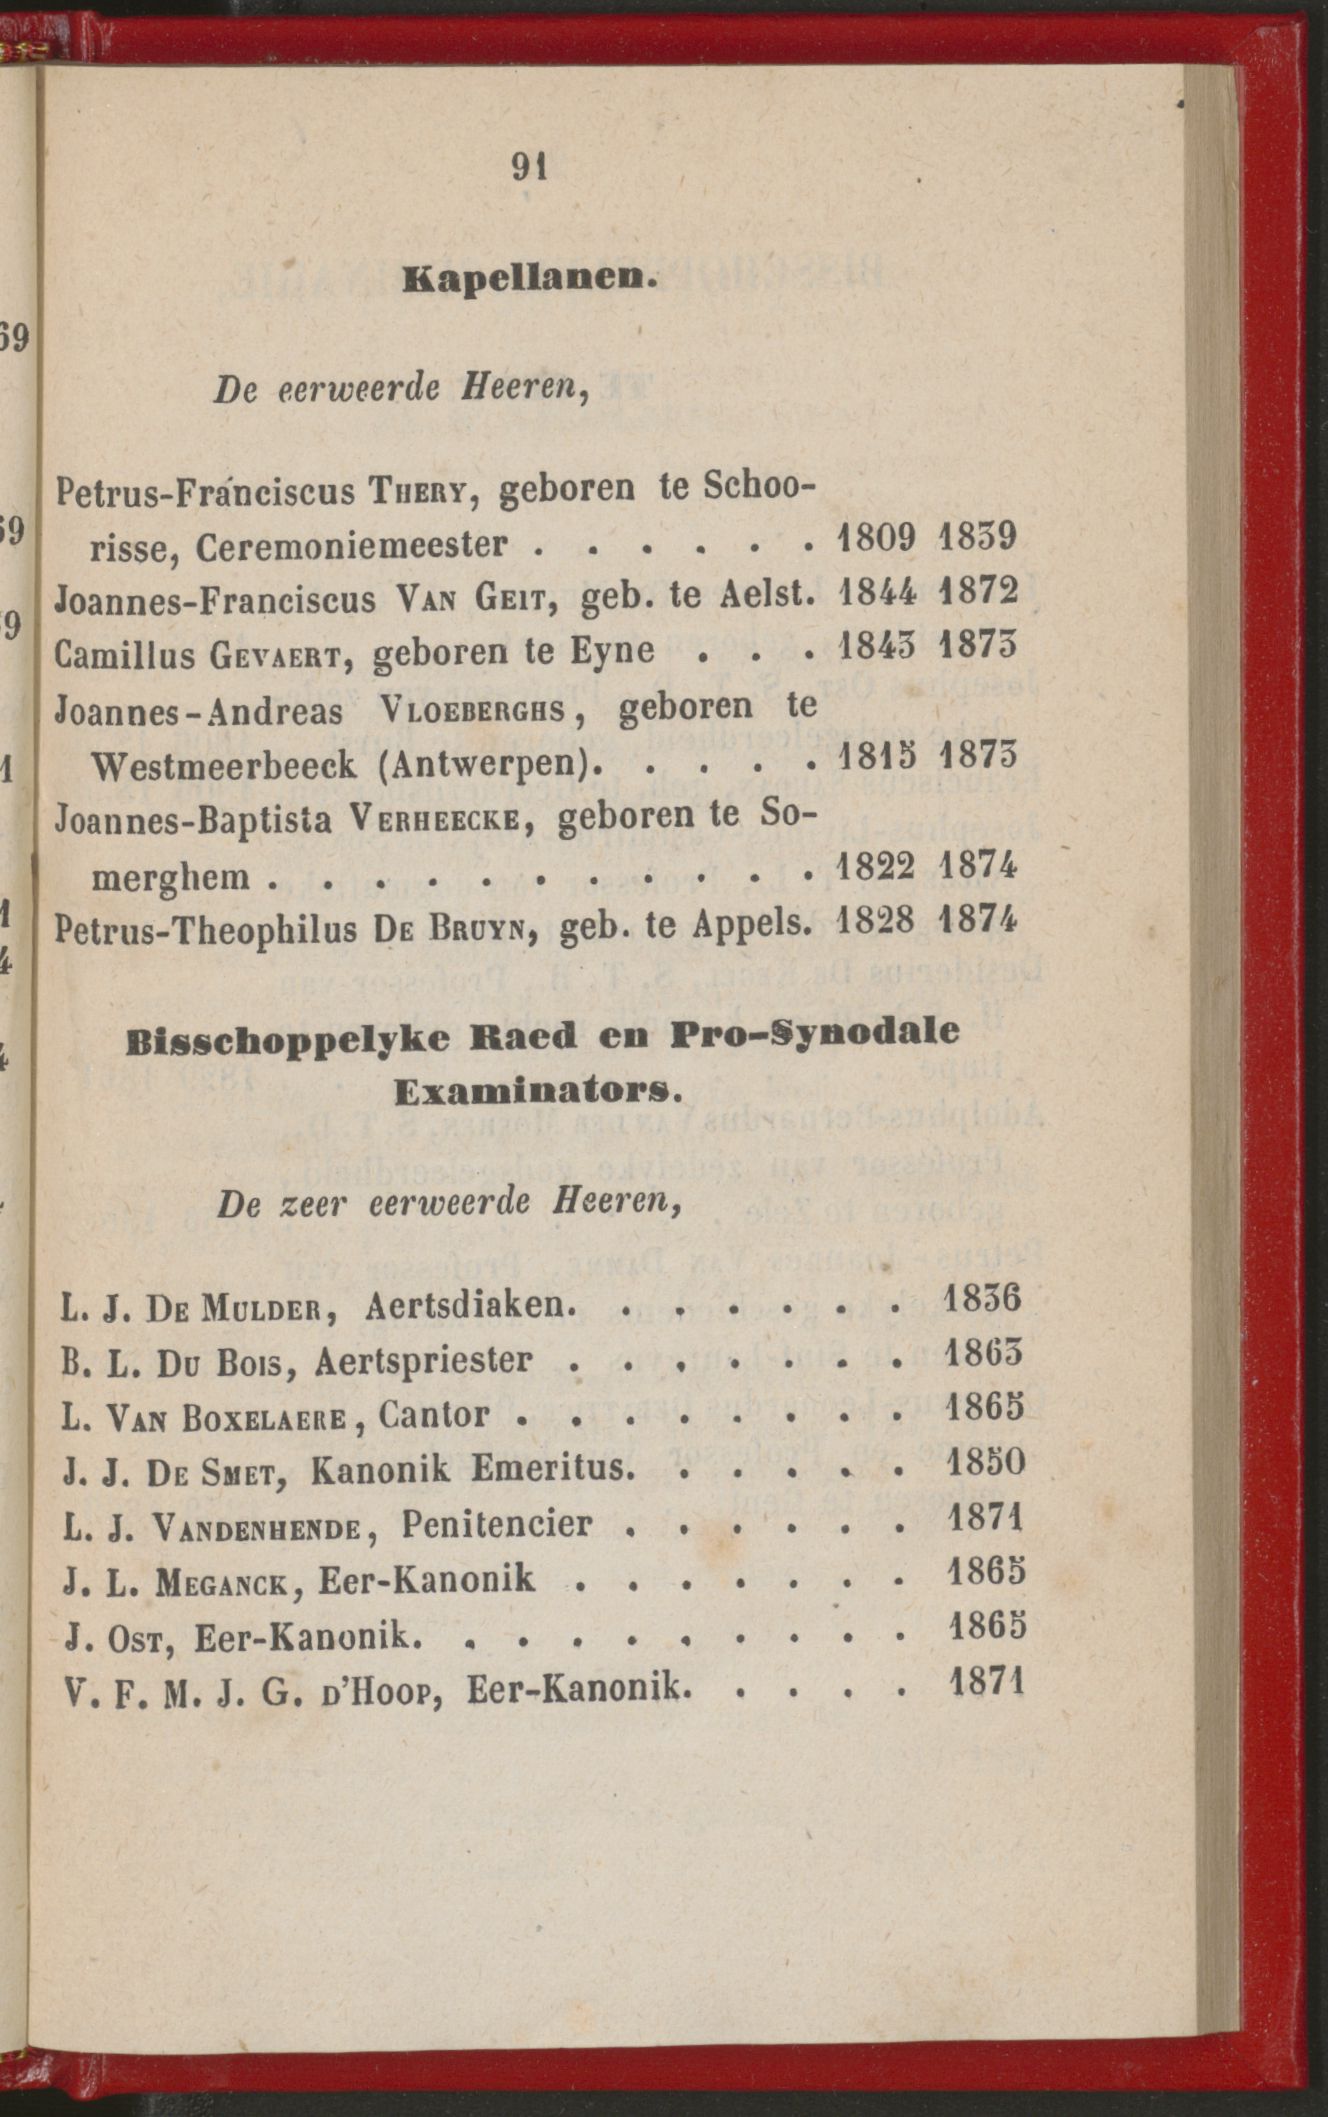 91
Kapellanen.
De eerweerde Heeren,
Petrus-Franciscus THERY, geboren te Schoo-
risse, Ceremoniemeester . . . . . . 1809 1839
Joannes-Franciscus VAN GEIT, geb. te Aelst. 1844 1872
Camillus GEVAERT, geboren te Eyne . . . 1843 1873
Joannes-Andreas VLOEBERGHS, geboren te
Westmeerbeeck (Antwerpen). . . . . 1815 1873
Joannes-Baptista VERHEECKE, geboren te So-
merghem . . . . . . . . . . . 1822 1874
Petrus-Theophilus DE BRUYN, geb. te Appels. 1828 1874
Bisschoppelyke Raed en Pro-Synodale
Examinators.
De zeer eerweerde Heeren,
L. J. DE MULDER, Aertsdiaken. . . . . . . 1836
B. L. DU BOIS, Aertspriester . . . . . . . 1863
L. VAN BOXELAERE, Cantor . . . . . . . . 1865
J. J. DE SMET, Kanonik Emeritus. . . . . . 1850
L. J. VANDENHENDE, Penitencier . . . . . . 1871
J. L. MEGANCK, Eer-Kanonik . . . . . . . 1865
J. OST, Eer-Kanonik. . . . . . . . . . 1865
V. F. M. J. G. D'HOOP, Eer-Kanonik. . . . . 1871